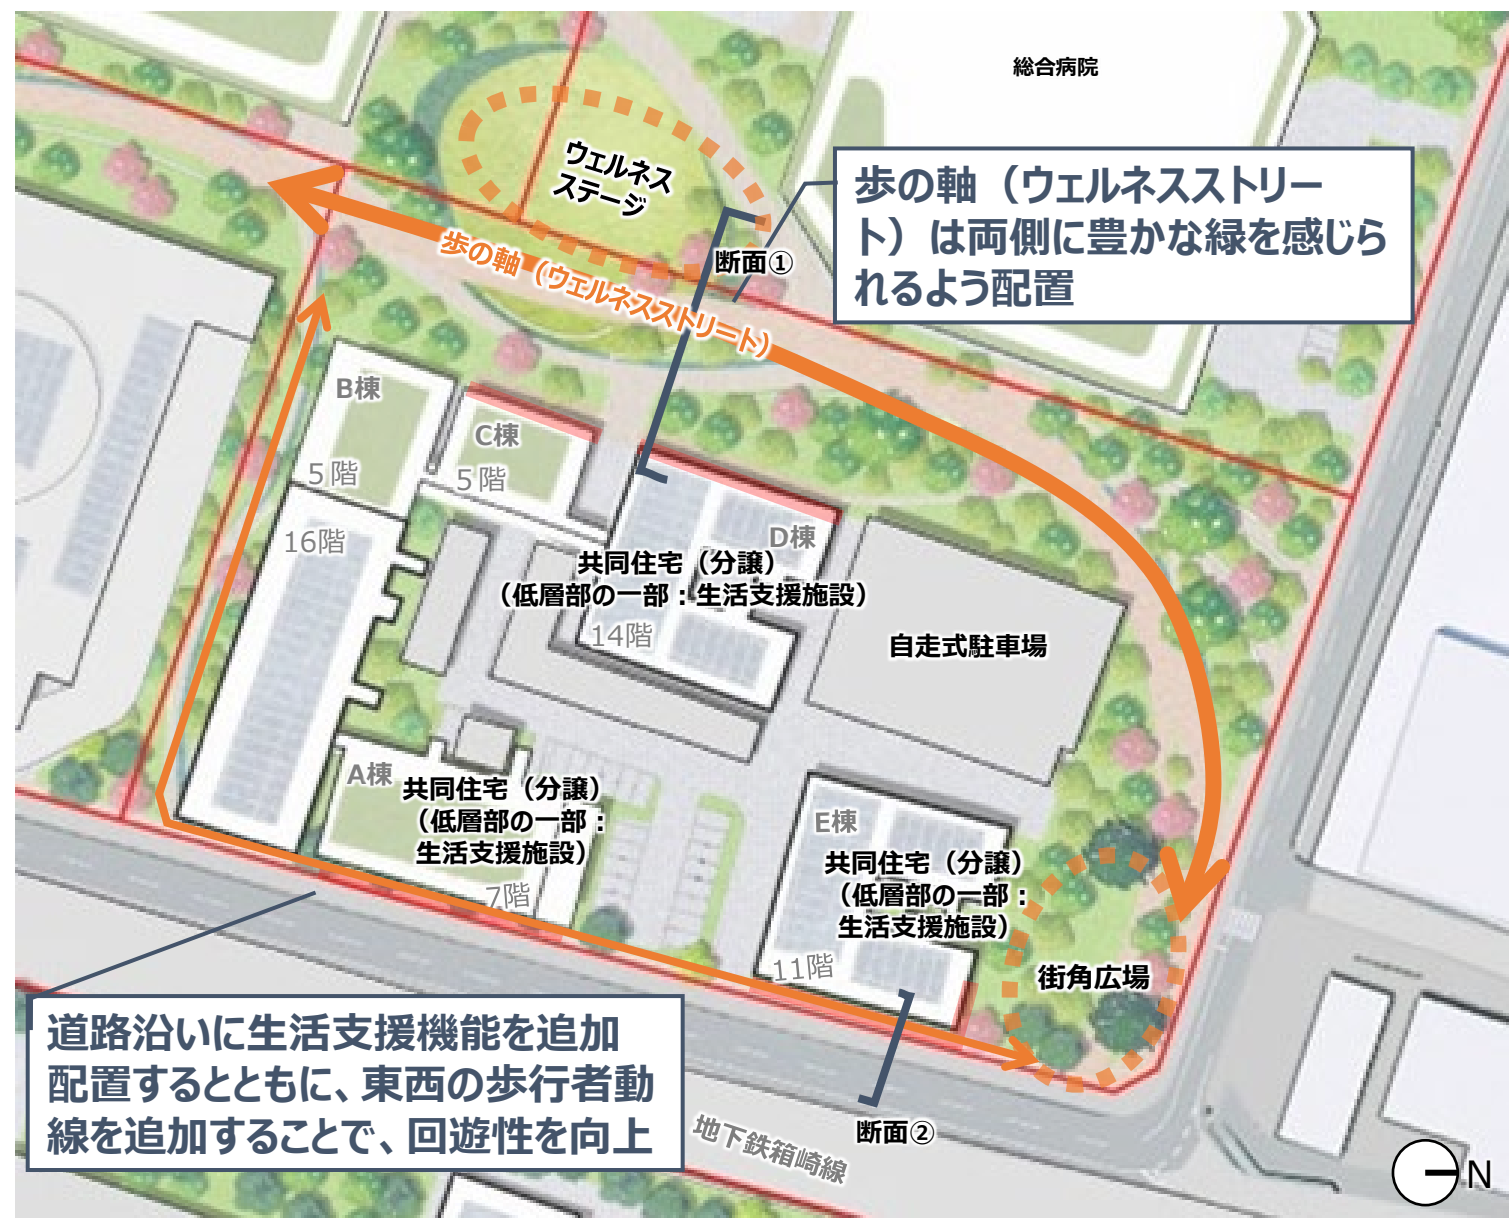 総合病院
ウェルネス
ステージ
歩の軸（ウェルネスストリー
ト）は両側に豊かな緑を感じら
れるよう配置
断面①
歩の軸（ウェルネスストリート）
B棟
5階
C棟
5階
16階
D棟
共同住宅（分譲）
（低層部の一部：生活支援施設）
14階
自走式駐車場
A棟
共同住宅（分譲）
（低層部の一部：
生活支援施設）
7階
E棟
共同住宅（分譲）
（低層部の一部：
生活支援施設）
11階
街角広場
道路沿いに生活支援機能を追加
配置するとともに、東西の歩行者動
線を追加することで、回遊性を向上
地下鉄箱崎線
断面②
N